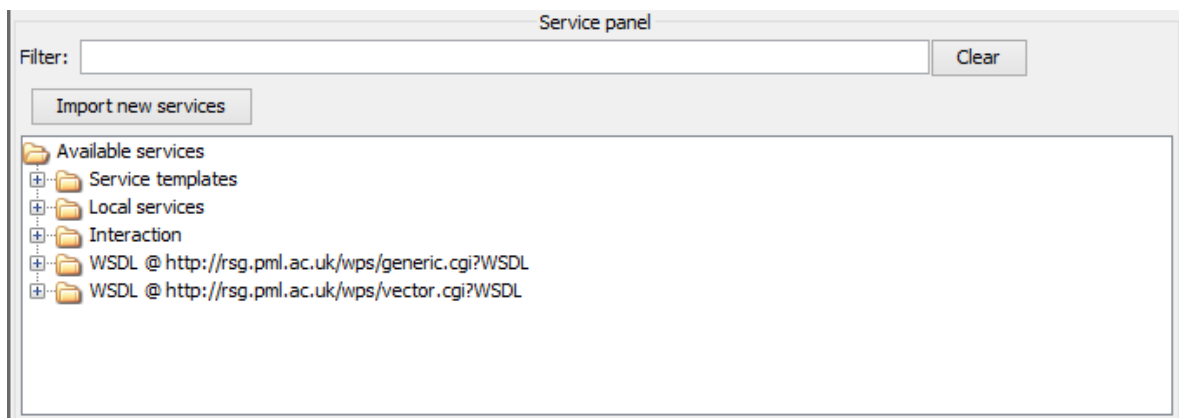 Service panel
Filter:
Clear
Import new services
Available services
Service templates
Local services
Interaction
WSDL @ http://rsg.pml.ac.uk/wps/generic.cgi?WSDL
WSDL @ http://rsg.pml.ac.uk/wps/vector.cgi?WSDL